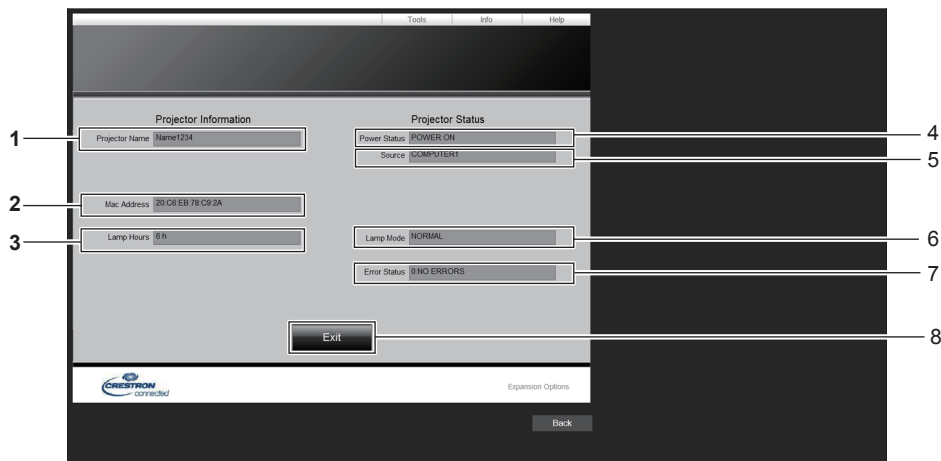 Tools Info Help
Projector Information Projector Status
1 Projector Name Name1234 Power Status POWER ON 4
Source COMPUTER1 5
2 Mac Address 20:C6:EB:78:C9:2A
3 Lamp Hours 6 h Lamp Mode NORMAL 6
Error Status 0:NO ERRORS 7
Exit 8
CRESTRON
connected Expansion Options
Back